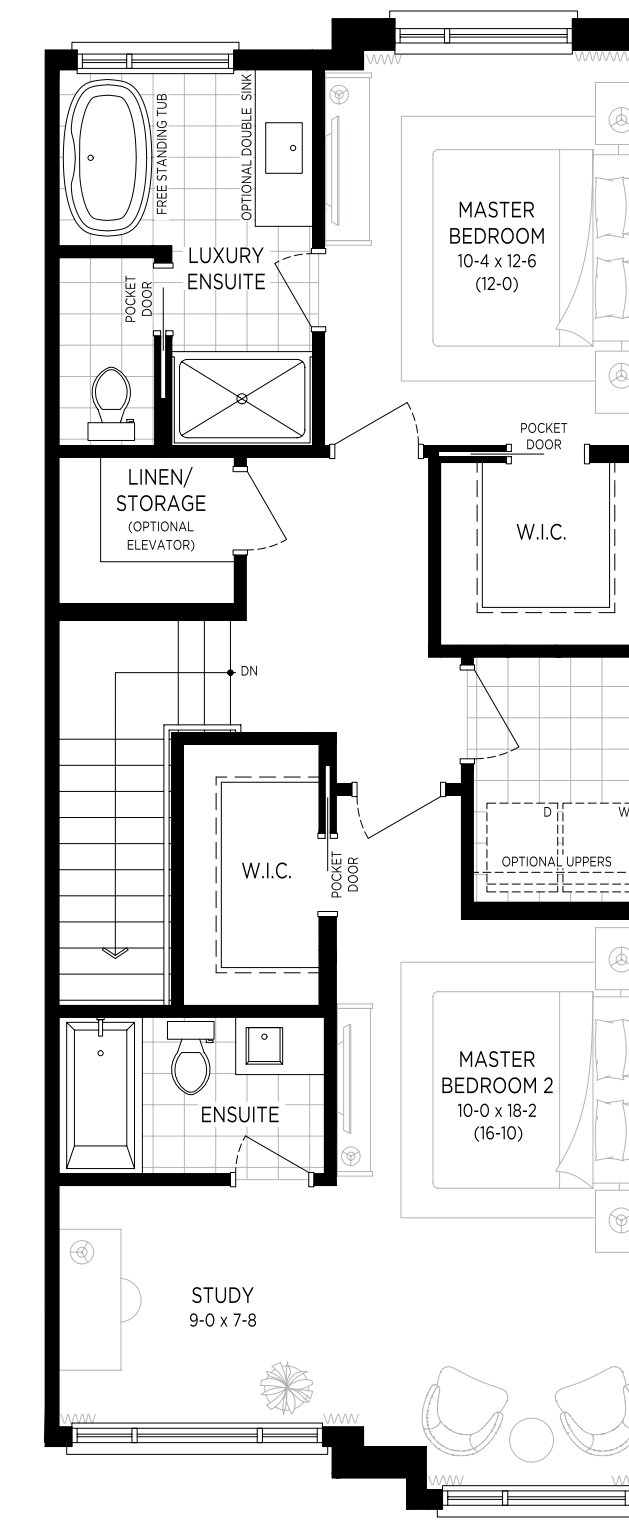 FREE STANDING TUB
OPTIONAL DOUBLE SINK
MASTER
BEDROOM
10-4 x 12-6
(12-0)
LUXURY
ENSUITE
POCKET
DOOR
POCKET
DOOR
LINEN/
STORAGE
(OPTIONAL
ELEVATOR)
W.I.C.
DN
D
W
OPTIONAL UPPERS
W.I.C.
POCKET
DOOR
MASTER
BEDROOM 2
10-0 x 18-2
(16-10)
ENSUITE
STUDY
9-0 x 7-8